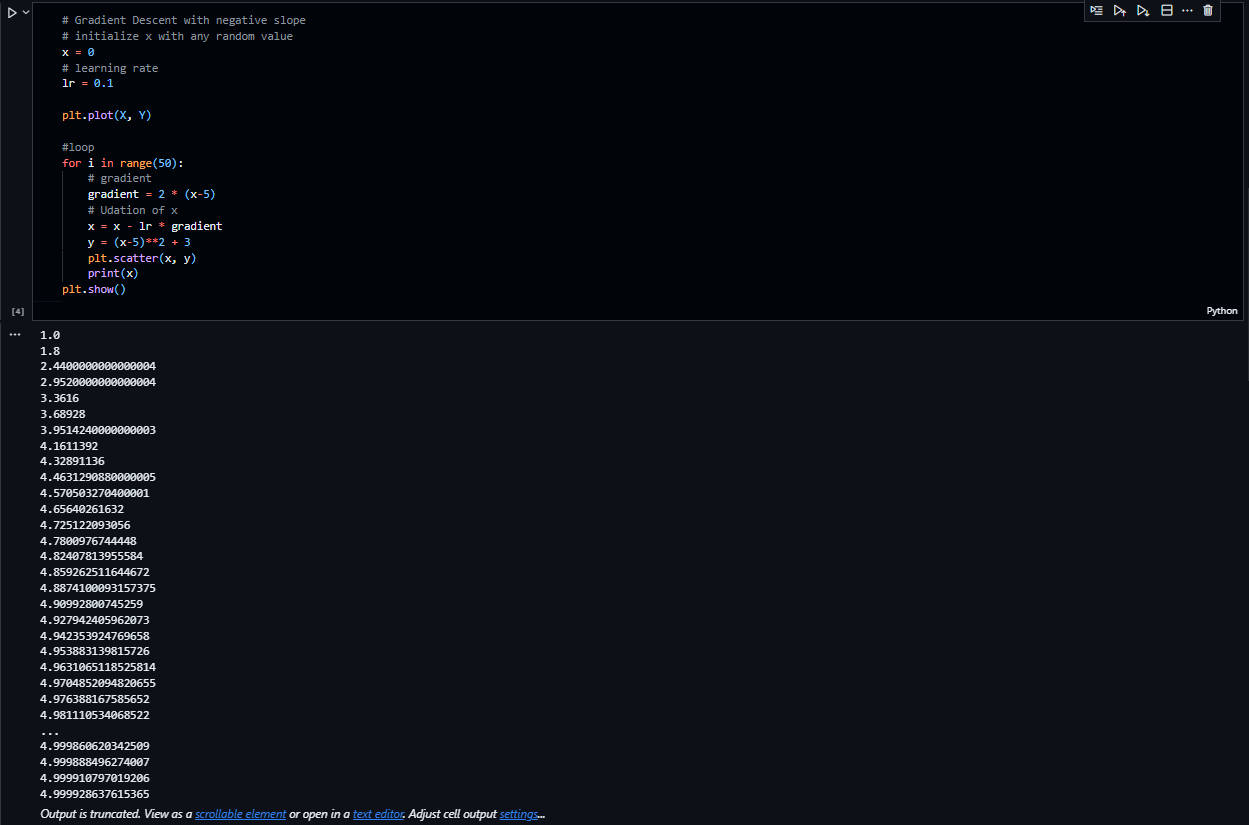 # Gradient Descent with negative slope
# initialize x with any random value
x = 0
# learning rate
lr = 0.1
plt.plot(X, Y)
#loop
for i in range(50):
# gradient
gradient = 2 * (x-5)
# Udation of x
x = x - lr * gradient
y = (x-5)**2 + 3
plt.scatter(x, y)
print(x)
plt.show()
[4]
Python
1.0
1.8
2.4400000000000004
2.9520000000000004
3.3616
3.68928
3.9514240000000003
4.1611392
4.32891136
4.4631290880000005
4.570503270400001
4.65640261632
4.725122093056
4.7800976744448
4.82407813955584
4.859262511644672
4.8874100093157375
4.90992800745259
4.927942405962073
4.942353924769658
4.953883139815726
4.9631065118525814
4.9704852094820655
4.976388167585652
4.981110534068522
...
4.999860620342509
4.999888496274007
4.999910797019206
4.999928637615365
Output is truncated. View as a scrollable element or open in a text editor. Adjust cell output settings...